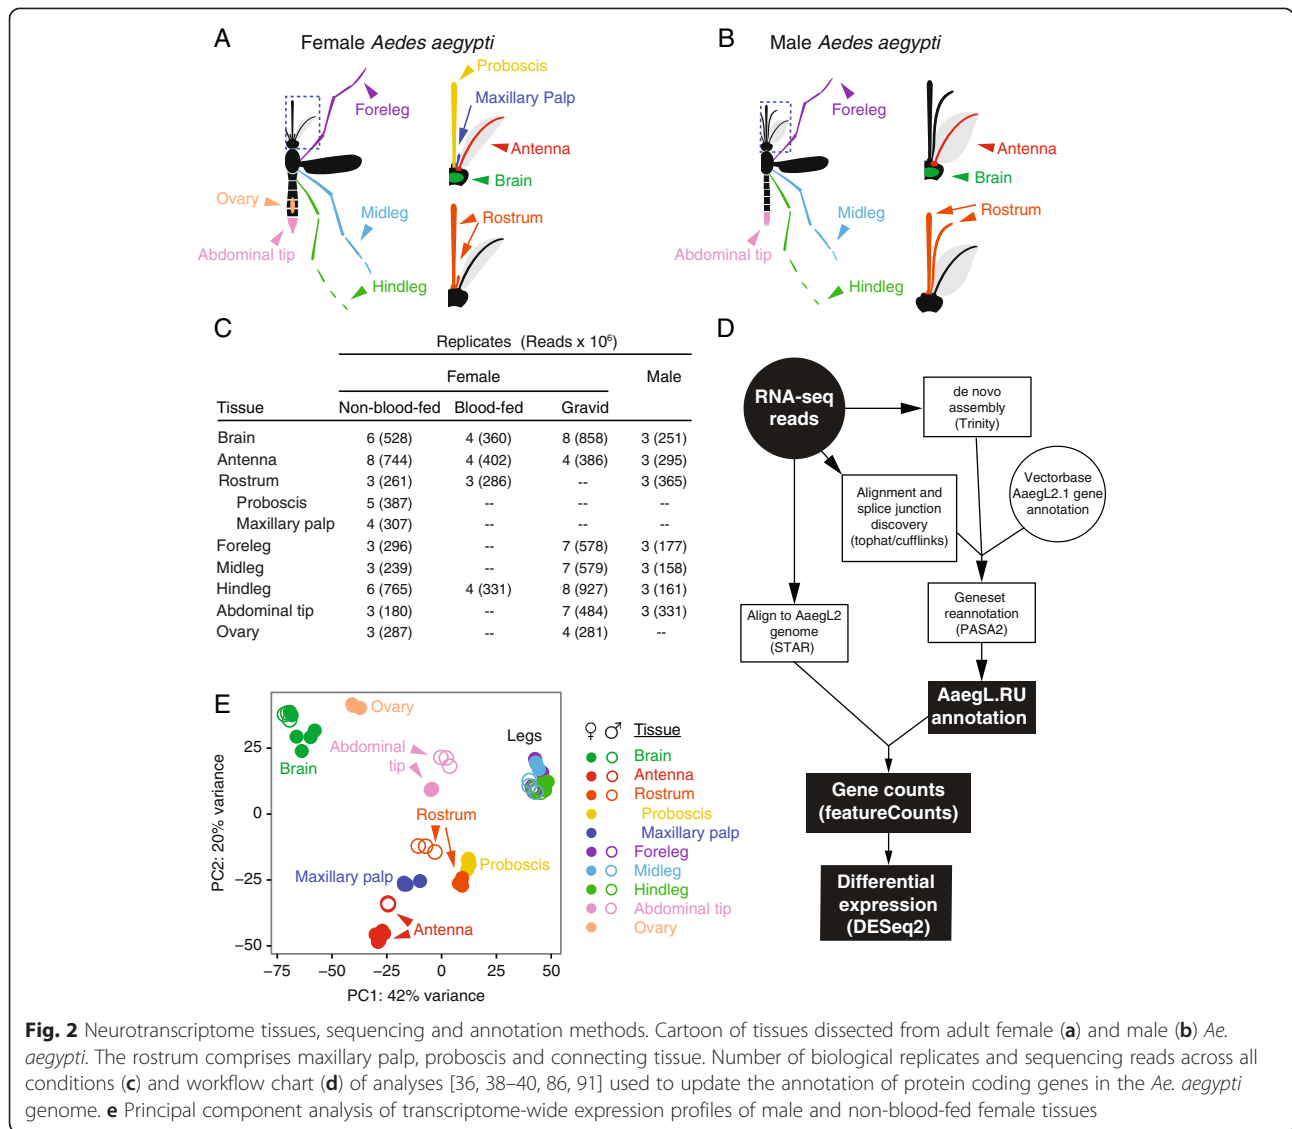 A
Female Aedes aegypti
Proboscis
Maxillary Palp
Foreleg
Antenna
Brain
Ovary
Rostrum
Midleg
Abdominal tip
Hindleg
B
Male Aedes aegypti
Foreleg
Antenna
Brain
Rostrum
Midleg
Abdominal tip
Hindleg
C
Replicates (Reads x 10⁶)
Female Male
Tissue Non-blood-fed Blood-fed Gravid
Brain 6 (528) 4 (360) 8 (858) 3 (251)
Antenna 8 (744) 4 (402) 4 (386) 3 (295)
Rostrum 3 (261) 3 (286) -- 3 (365)
Proboscis 5 (387) -- -- --
Maxillary palp 4 (307) -- -- --
Foreleg 3 (296) -- 7 (578) 3 (177)
Midleg 3 (239) -- 7 (579) 3 (158)
Hindleg 6 (765) 4 (331) 8 (927) 3 (161)
Abdominal tip 3 (180) -- 7 (484) 3 (331)
Ovary 3 (287) -- 4 (281) --
D
RNA-seq
reads
de novo
assembly
(Trinity)
Vectorbase
AaegL2.1 gene
annotation
Alignment and
splice junction
discovery
(tophat/cufflinks)
Align to AaegL2
genome
(STAR)
Geneset
reannotation
(PASA2)
AaegL.RU
annotation
Gene counts
(featureCounts)
Differential
expression
(DESeq2)
E
PC2: 20% variance
25
0
−25
−50
Brain
Ovary
Abdominal
tip
Legs
Rostrum
Proboscis
Maxillary palp
Antenna
−75 −50 −25 0 25 50
PC1: 42% variance
♀ ♂ Tissue
Brain
Antenna
Rostrum
Proboscis
Maxillary palp
Foreleg
Midleg
Hindleg
Abdominal tip
Ovary
Fig. 2 Neurotranscriptome tissues, sequencing and annotation methods. Cartoon of tissues dissected from adult female (a) and male (b) Ae.
aegypti. The rostrum comprises maxillary palp, proboscis and connecting tissue. Number of biological replicates and sequencing reads across all
conditions (c) and workflow chart (d) of analyses [36, 38–40, 86, 91] used to update the annotation of protein coding genes in the Ae. aegypti
genome. e Principal component analysis of transcriptome-wide expression profiles of male and non-blood-fed female tissues